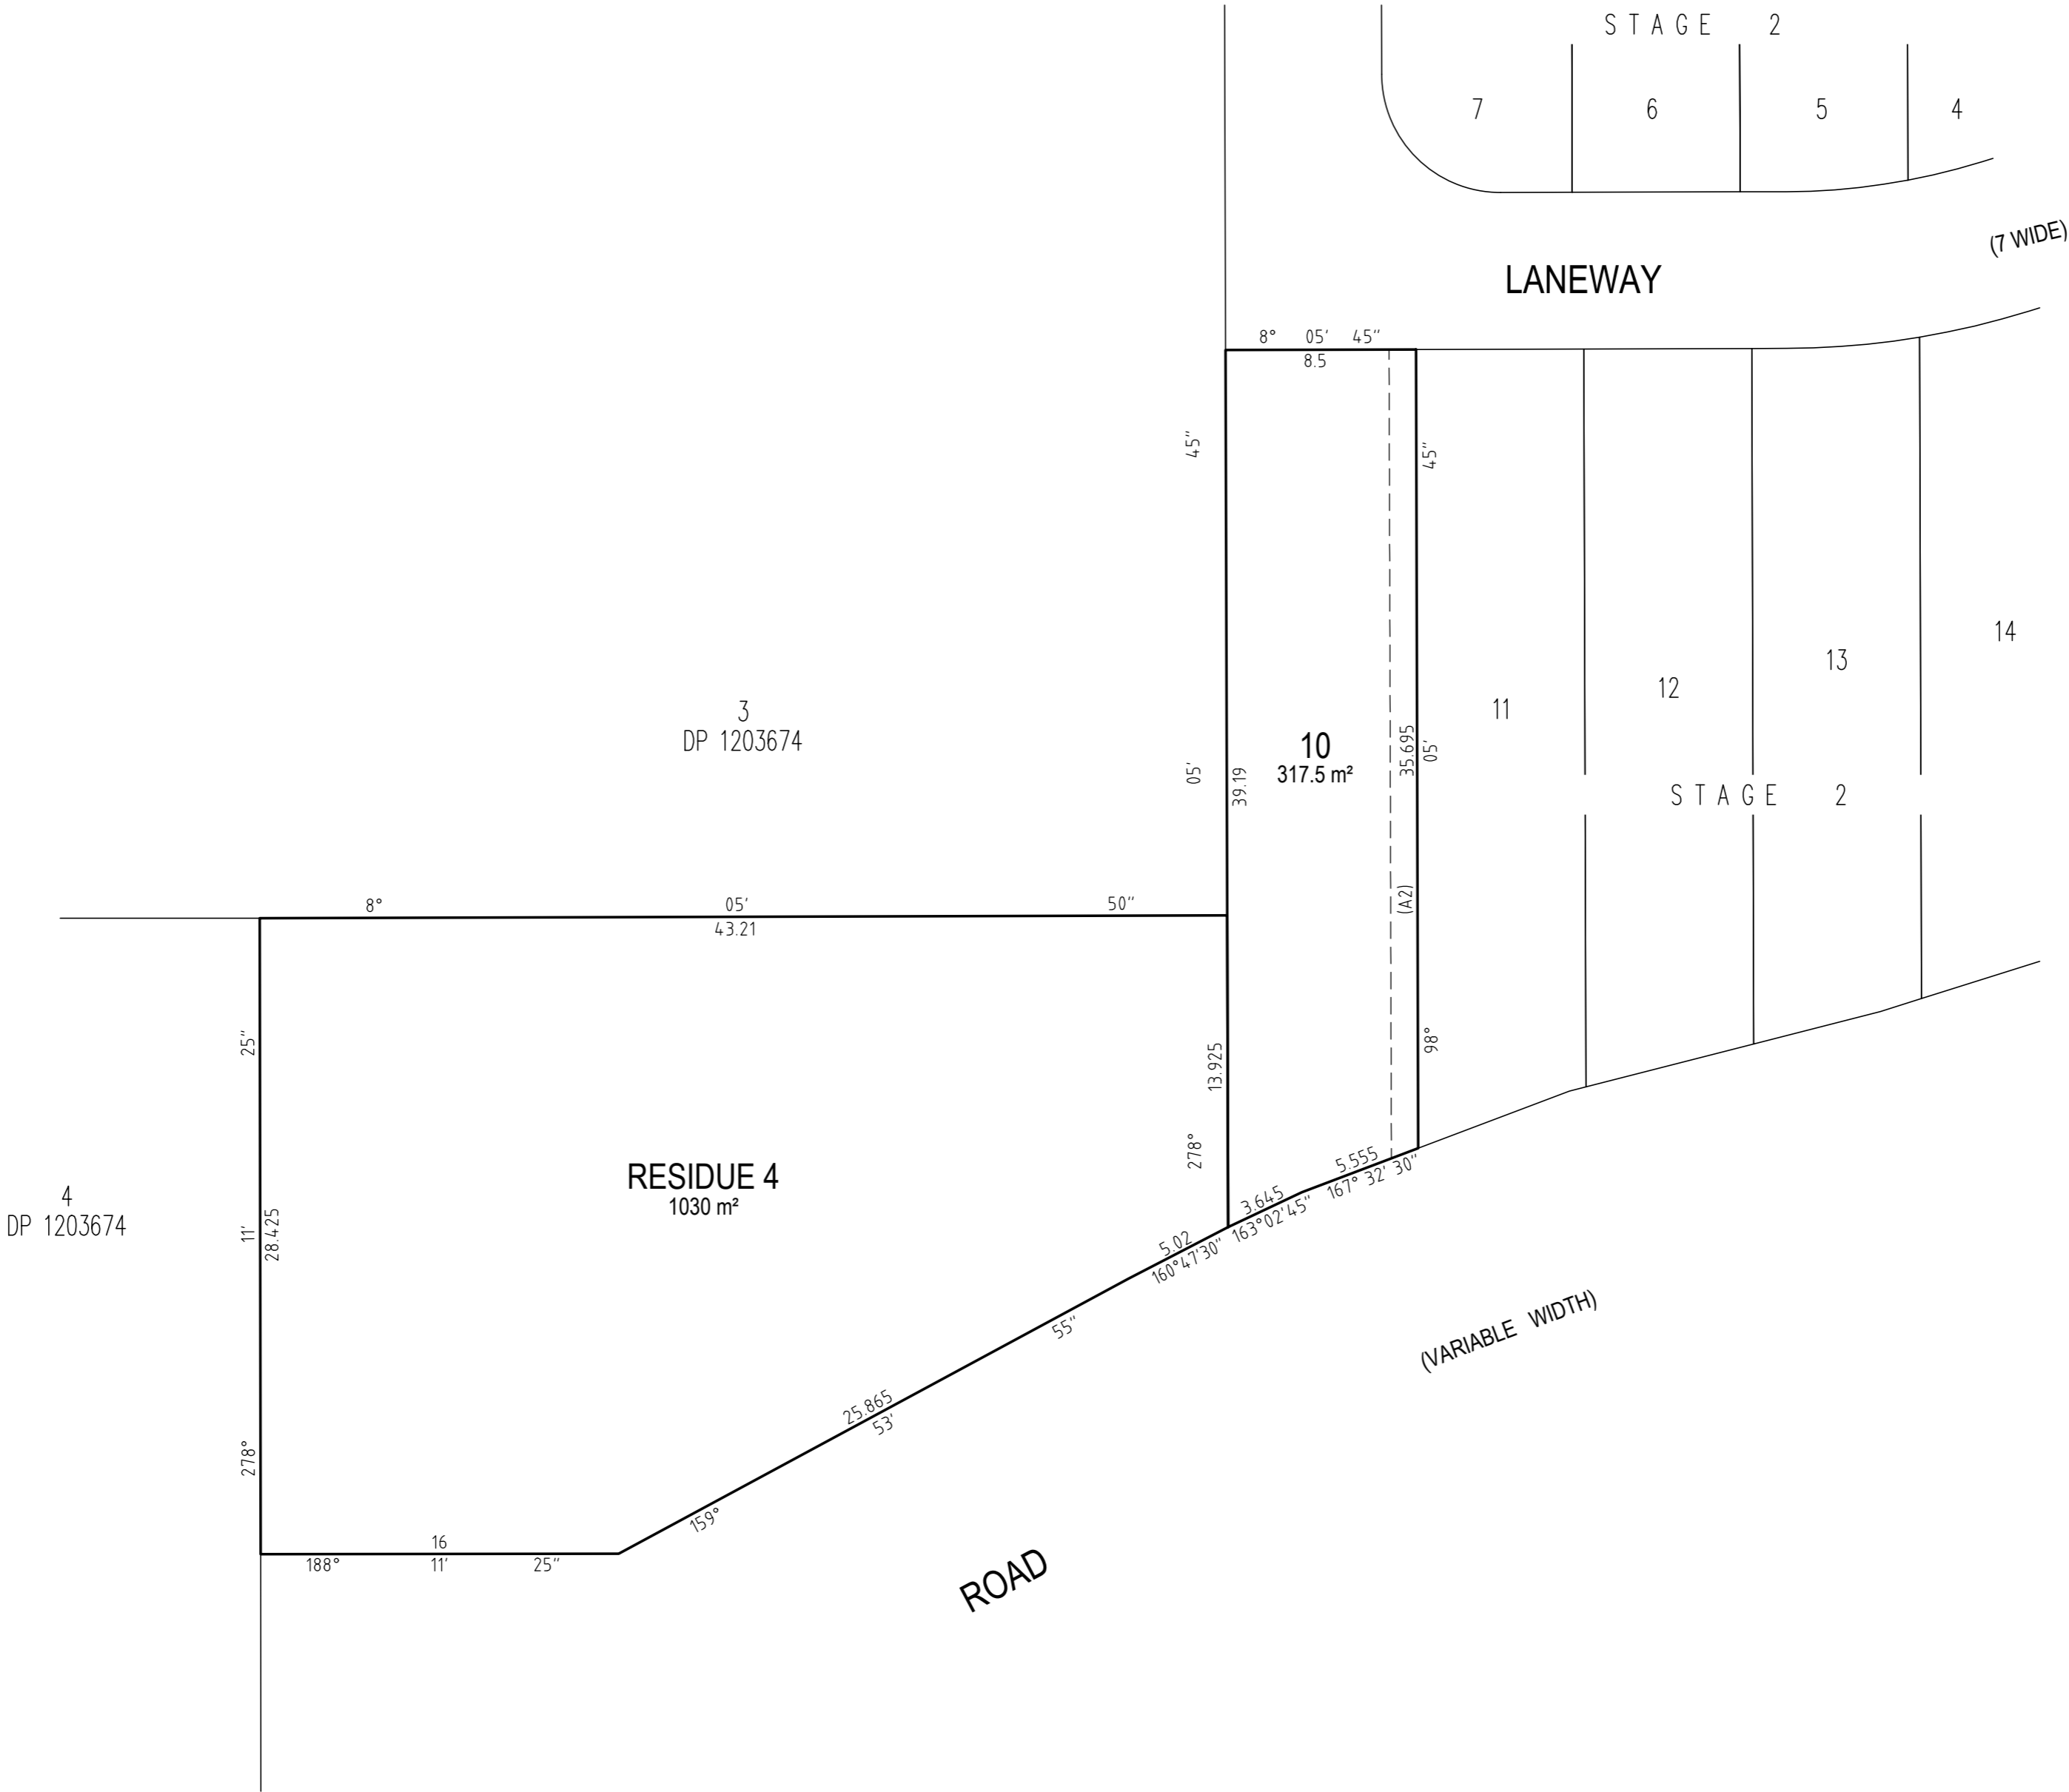 STAGE 2
7
6
5
4
(7 WIDE)
LANEWAY
8° 05' 45"
8.5
45"
45"
14
13
12
11
3
DP 1203674
10
317.5 m²
35.695
05'
05'
39.19
STAGE 2
(A2)
8° 05' 50"
43.21
25"
98°
13.925
278°
5.555
167° 32' 30"
RESIDUE 4
1030 m²
3.645
163°02'45"
4
DP 1203674
11'
28.425
5.02
160°47'30"
55"
(VARIABLE WIDTH)
25.865
53'
278°
159°
16
188° 11' 25"
ROAD